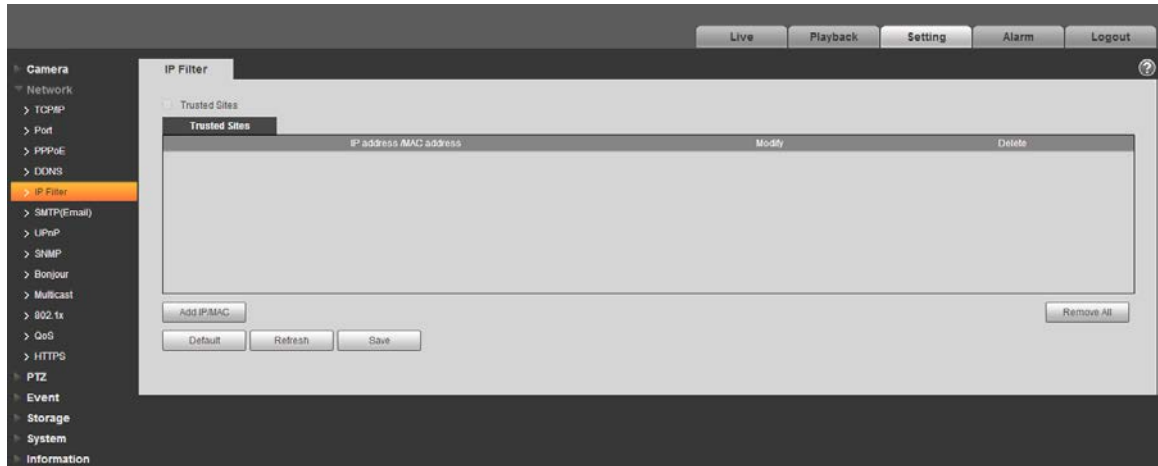 Live Playback Setting Alarm Logout
Camera
Network
> TCP/IP
> Port
> PPPoE
> DDNS
> IP Filter
> SMTP(Email)
> UPnP
> SNMP
> Bonjour
> Multicast
> 802.1x
> QoS
> HTTPS
PTZ
Event
Storage
System
Information
IP Filter
?
Trusted Sites
Trusted Sites
IP address /MAC address Modify Delete
Add IP/MAC Remove All
Default Refresh Save